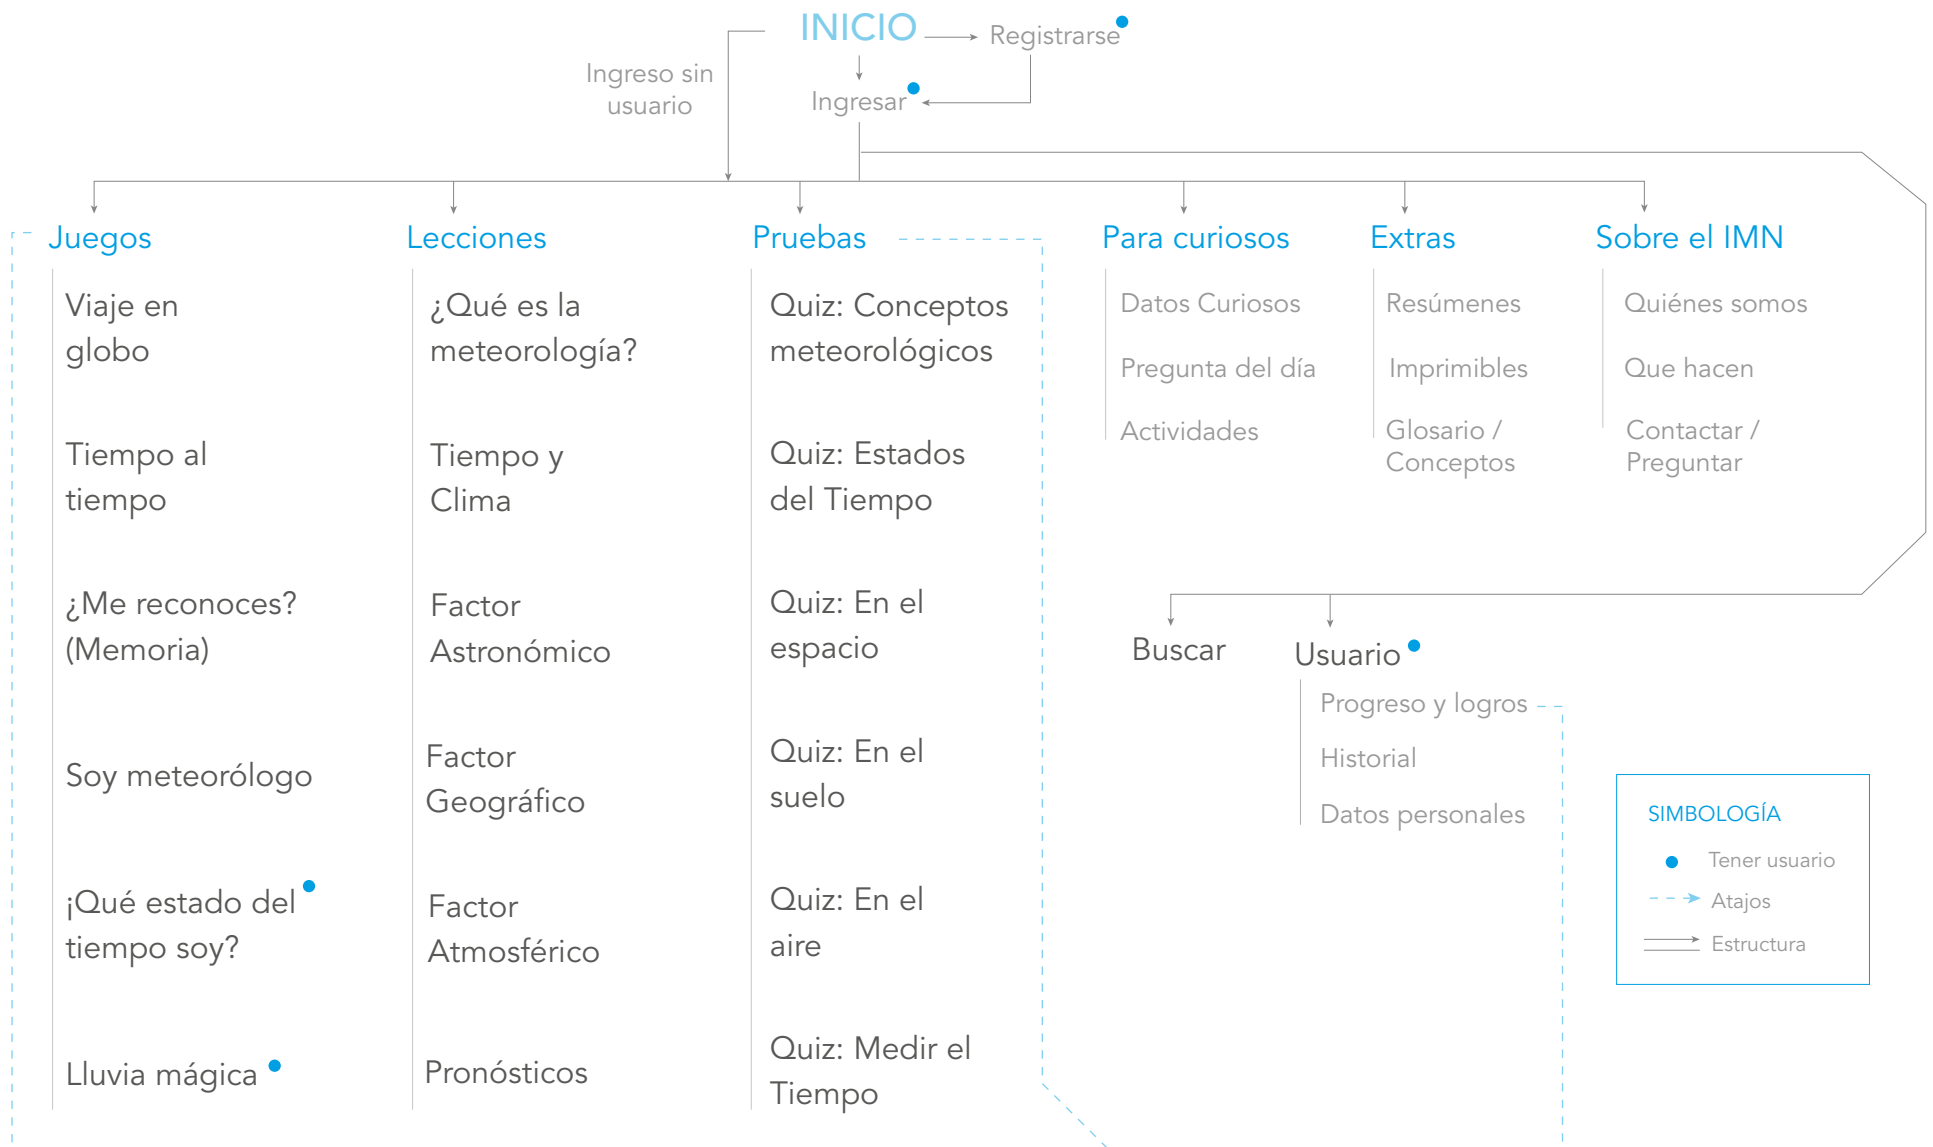 INICIO
Registrarse
Ingreso sin
usuario
Ingresar
Juegos
Viaje en
globo
Tiempo al
tiempo
¿Me reconoces?
(Memoria)
Soy meteorólogo
¡Qué estado del
tiempo soy?
Lluvia mágica
Lecciones
¿Qué es la
meteorología?
Tiempo y
Clima
Factor
Astronómico
Factor
Geográfico
Factor
Atmosférico
Pronósticos
Pruebas
Quiz: Conceptos
meteorológicos
Quiz: Estados
del Tiempo
Quiz: En el
espacio
Quiz: En el
suelo
Quiz: En el
aire
Quiz: Medir el
Tiempo
Para curiosos
Datos Curiosos
Pregunta del día
Actividades
Extras
Resúmenes
Imprimibles
Glosario /
Conceptos
Sobre el IMN
Quiénes somos
Que hacen
Contactar /
Preguntar
Buscar
Usuario
Progreso y logros
Historial
Datos personales
SIMBOLOGÍA
Tener usuario
Atajos
Estructura